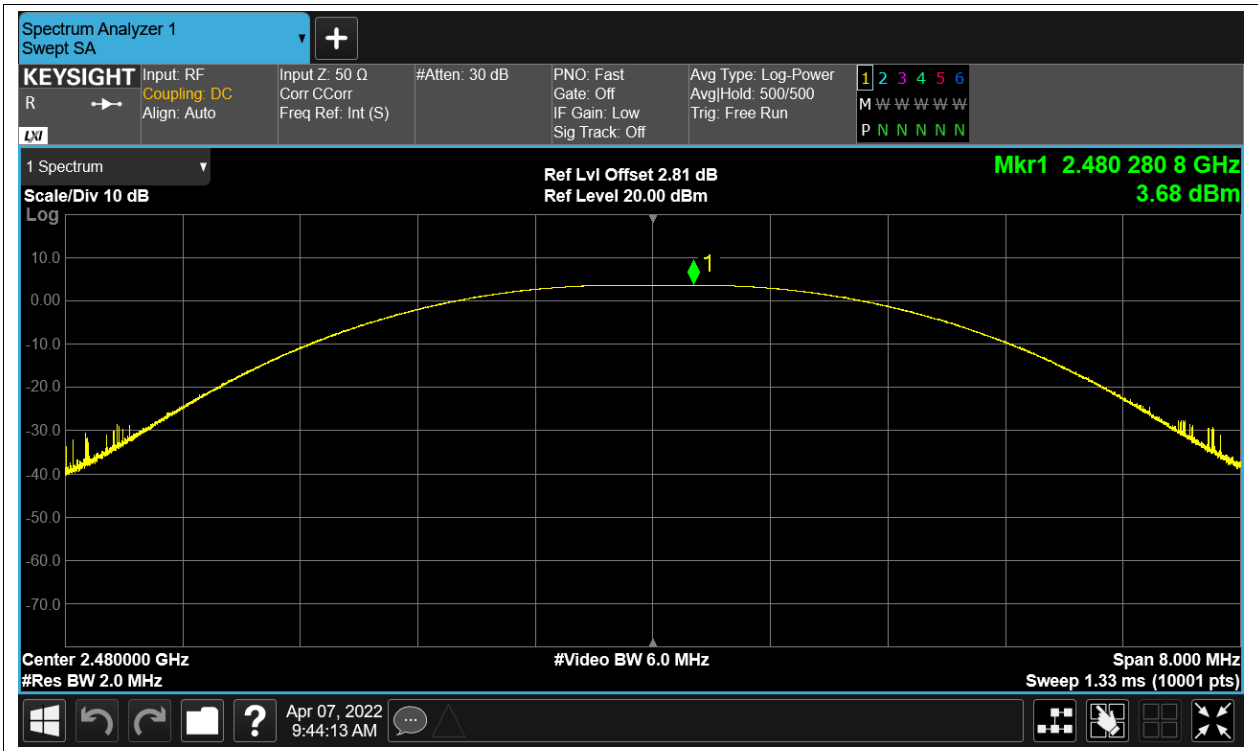 Spectrum Analyzer 1
Swept SA
KEYSIGHT
R
LXI
Input: RF
Coupling: DC
Align: Auto
Input Z: 50 Ω
Corr CCorr
Freq Ref: Int (S)
#Atten: 30 dB
PNO: Fast
Gate: Off
IF Gain: Low
Sig Track: Off
Avg Type: Log-Power
Avg|Hold: 500/500
Trig: Free Run
1 2 3 4 5 6
M W W W W W W
P N N N N N N
1 Spectrum
Scale/Div 10 dB
Log
Ref Lvl Offset 2.81 dB
Ref Level 20.00 dBm
Mkr1 2.480 280 8 GHz
3.68 dBm
1
10.0
0.00
-10.0
-20.0
-30.0
-40.0
-50.0
-60.0
-70.0
Center 2.480000 GHz
#Res BW 2.0 MHz
#Video BW 6.0 MHz
Span 8.000 MHz
Sweep 1.33 ms (10001 pts)
?
Apr 07, 2022
9:44:13 AM